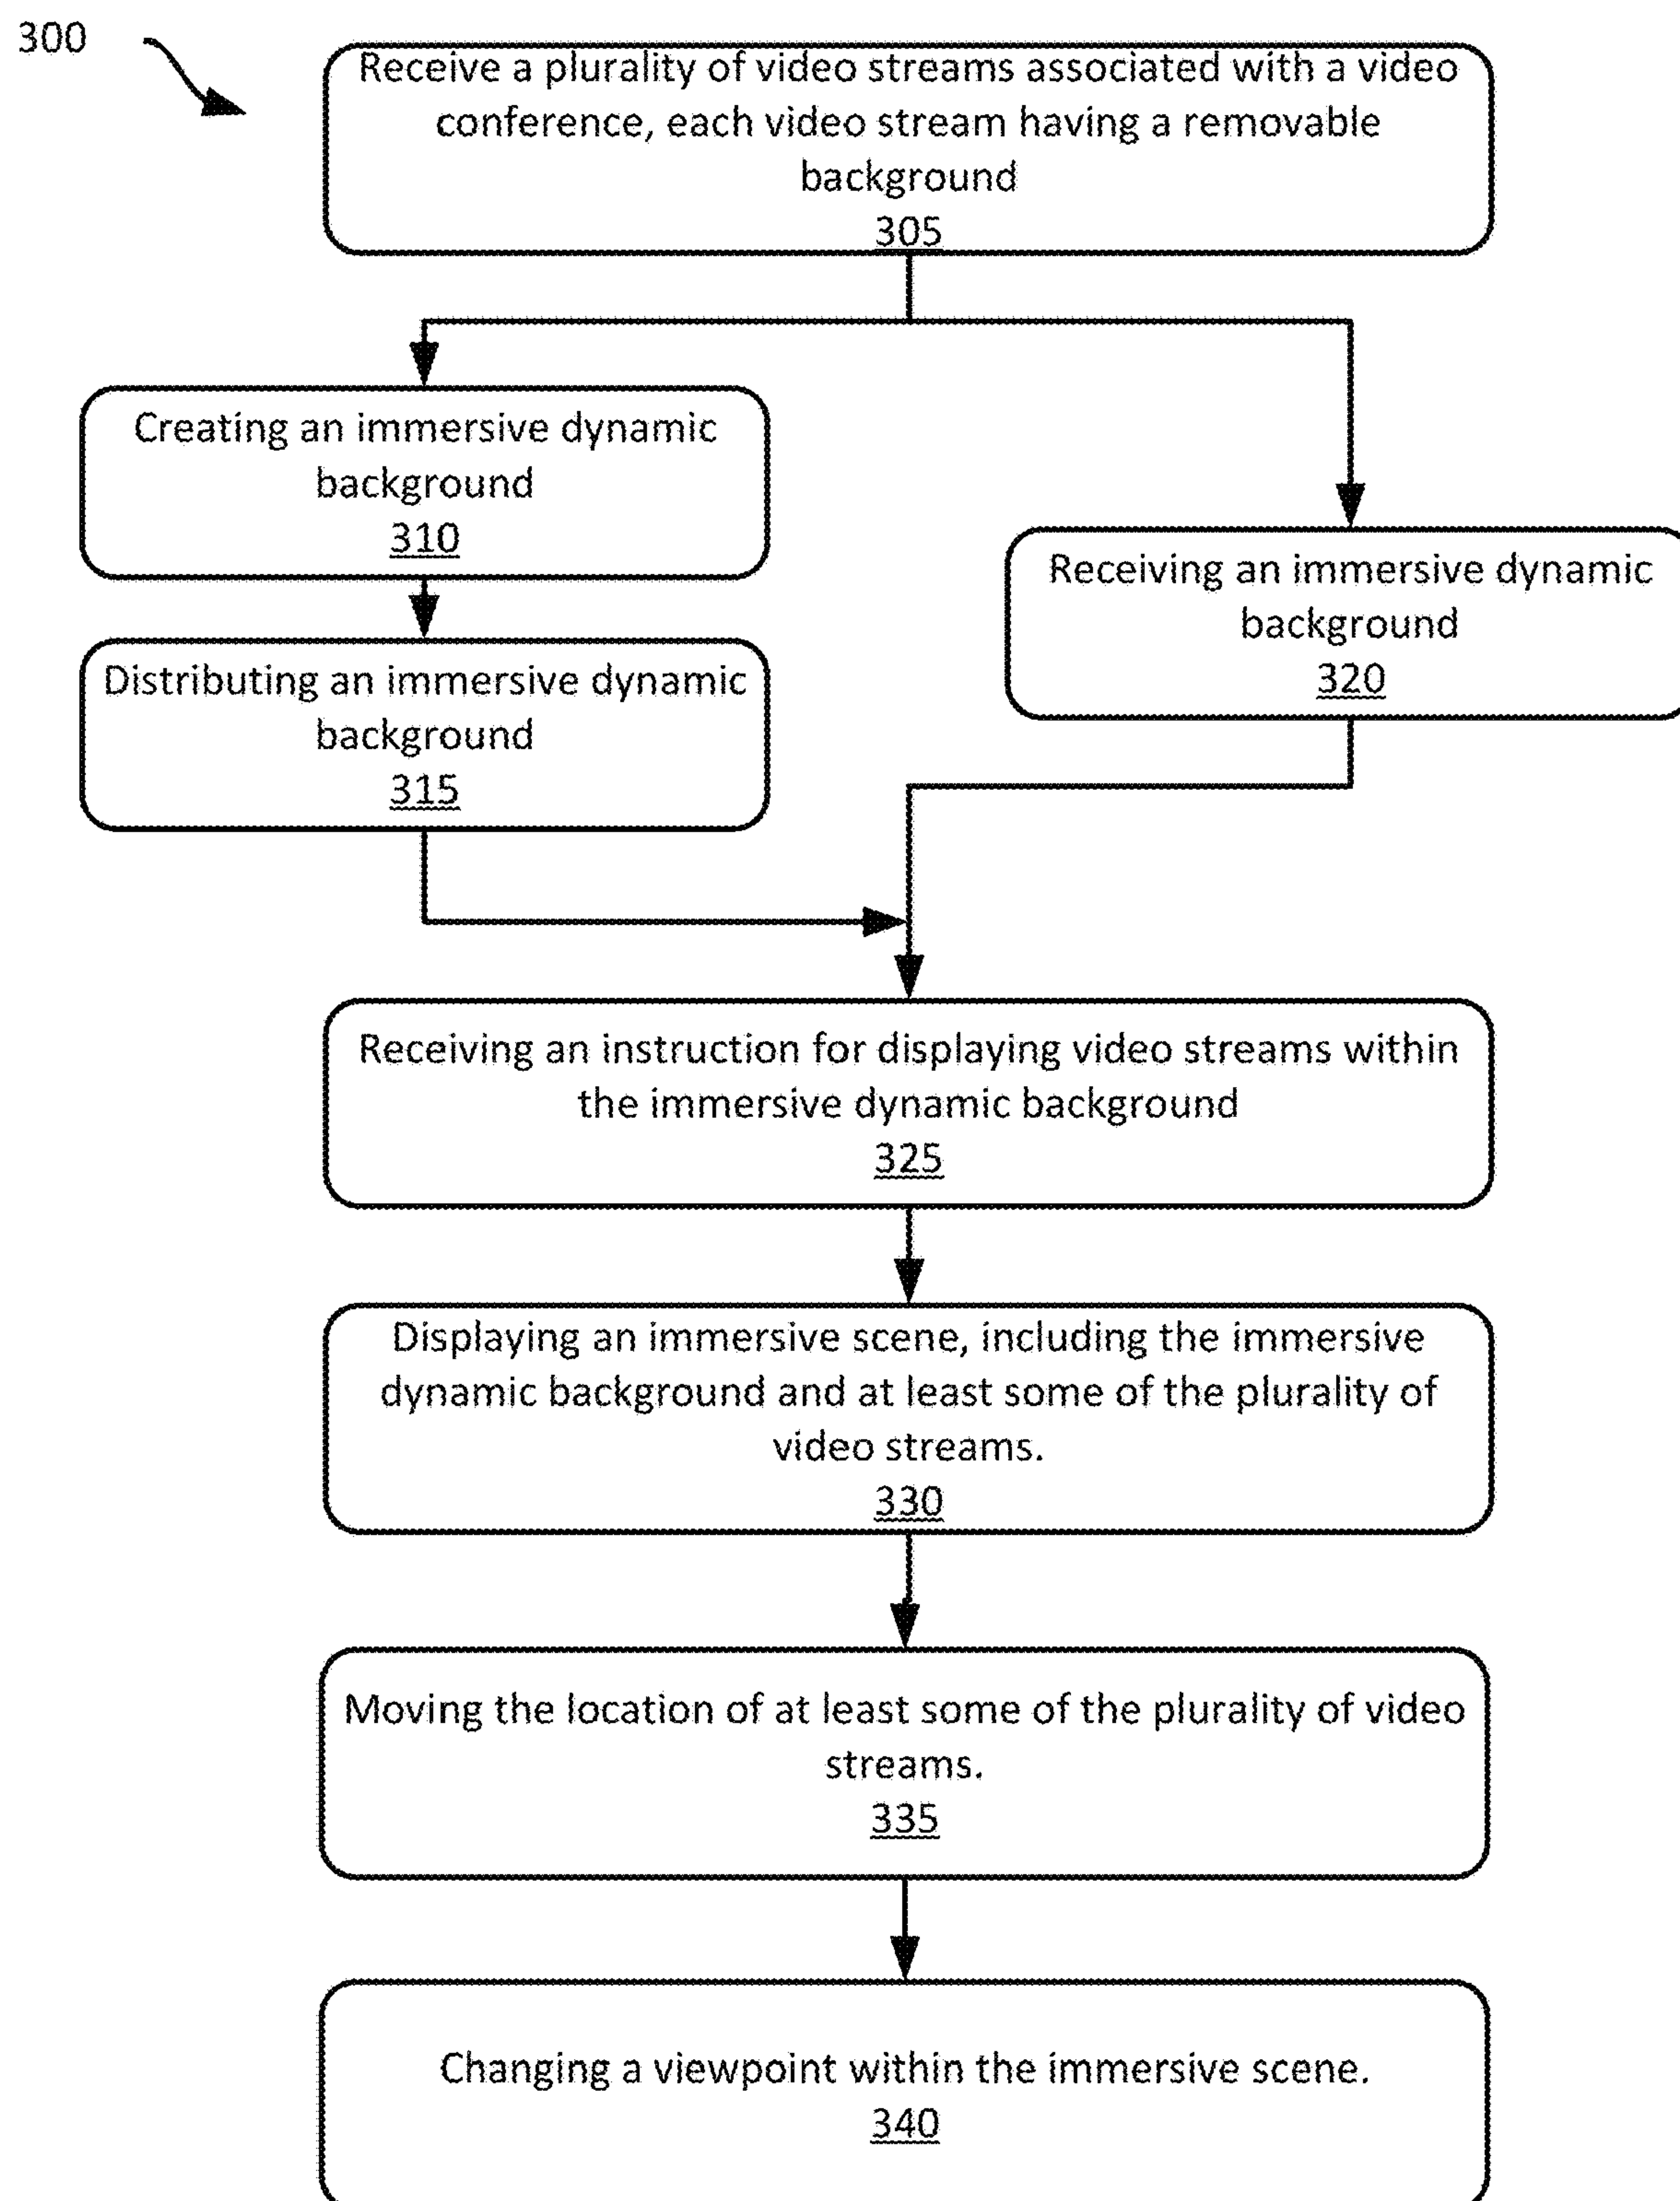 300
Receive a plurality of video streams associated with a video
conference, each video stream having a removable
background
305
Creating an immersive dynamic
background
310
Distributing an immersive dynamic
background
315
Receiving an immersive dynamic
background
320
Receiving an instruction for displaying video streams within
the immersive dynamic background
325
Displaying an immersive scene, including the immersive
dynamic background and at least some of the plurality of
video streams.
330
Moving the location of at least some of the plurality of video
streams.
335
Changing a viewpoint within the immersive scene.
340